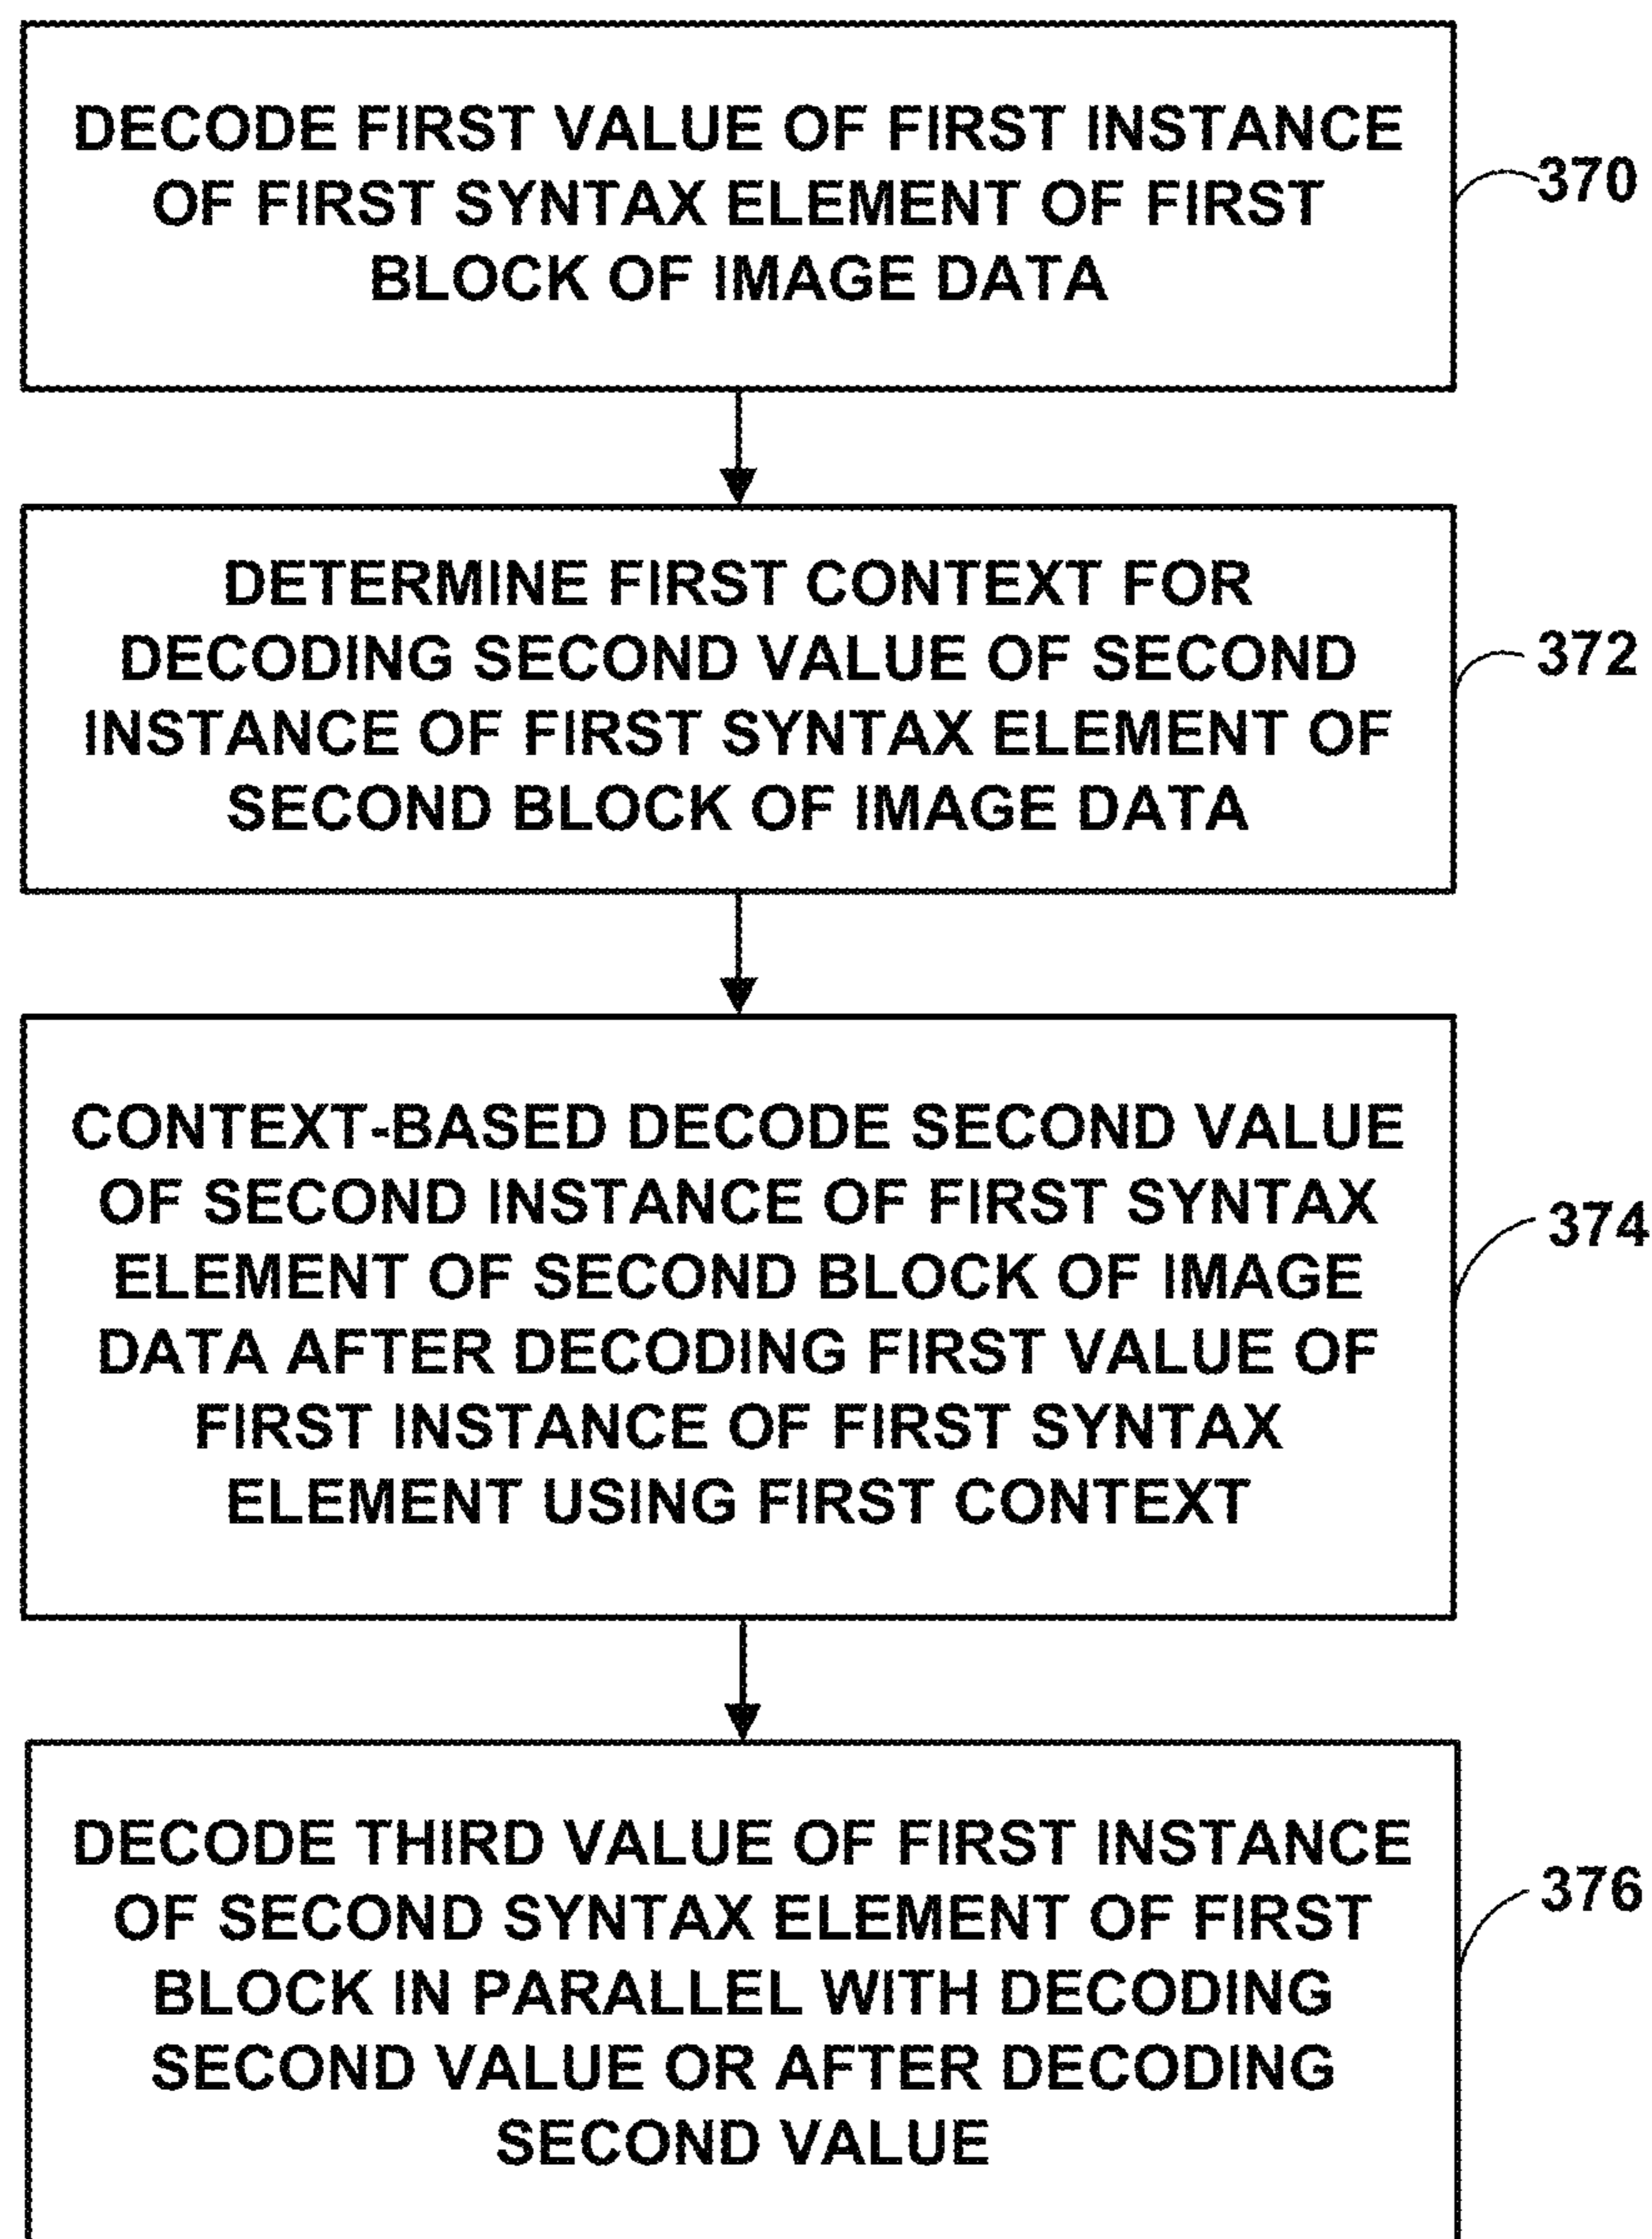 DECODE FIRST VALUE OF FIRST INSTANCE
OF FIRST SYNTAX ELEMENT OF FIRST
BLOCK OF IMAGE DATA
370
DETERMINE FIRST CONTEXT FOR
DECODING SECOND VALUE OF SECOND
INSTANCE OF FIRST SYNTAX ELEMENT OF
SECOND BLOCK OF IMAGE DATA
372
CONTEXT-BASED DECODE SECOND VALUE
OF SECOND INSTANCE OF FIRST SYNTAX
ELEMENT OF SECOND BLOCK OF IMAGE
DATA AFTER DECODING FIRST VALUE OF
FIRST INSTANCE OF FIRST SYNTAX
ELEMENT USING FIRST CONTEXT
374
DECODE THIRD VALUE OF FIRST INSTANCE
OF SECOND SYNTAX ELEMENT OF FIRST
BLOCK IN PARALLEL WITH DECODING
SECOND VALUE OR AFTER DECODING
SECOND VALUE
376